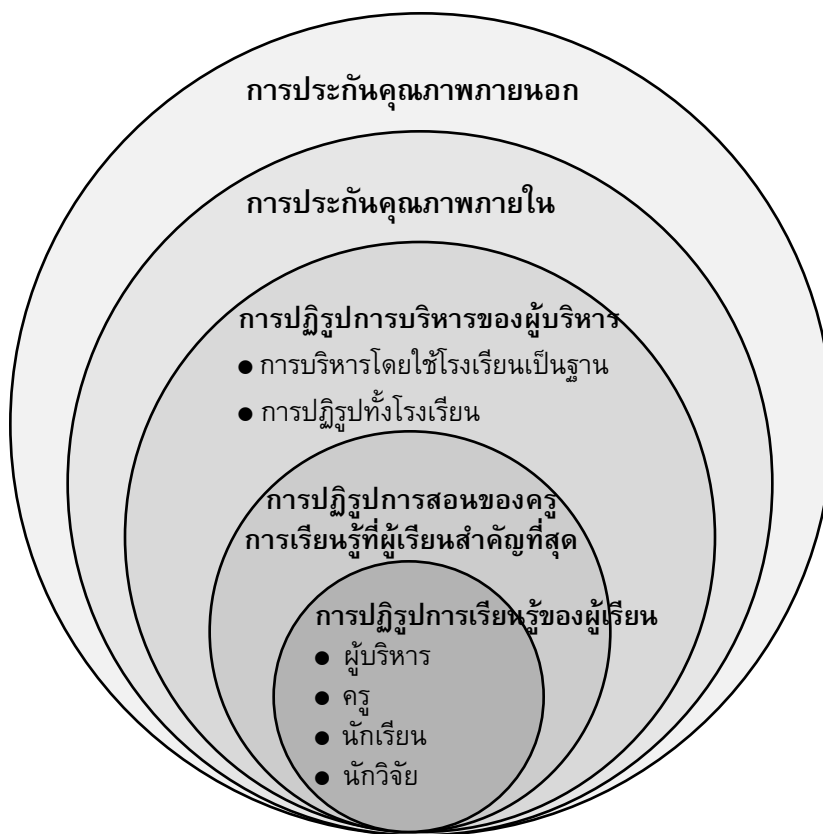 การประกันคุณภาพภายนอก
การประกันคุณภาพภายใน
การปฏิรูปการบริหารของผู้บริหาร
● การบริหารโดยใช้โรงเรียนเป็นฐาน
● การปฏิรูปทั้งโรงเรียน
การปฏิรูปการสอนของครู
การเรียนรู้ที่ผู้เรียนสำคัญที่สุด
การปฏิรูปการเรียนรู้ของผู้เรียน
● ผู้บริหาร
● ครู
● นักเรียน
● นักวิจัย